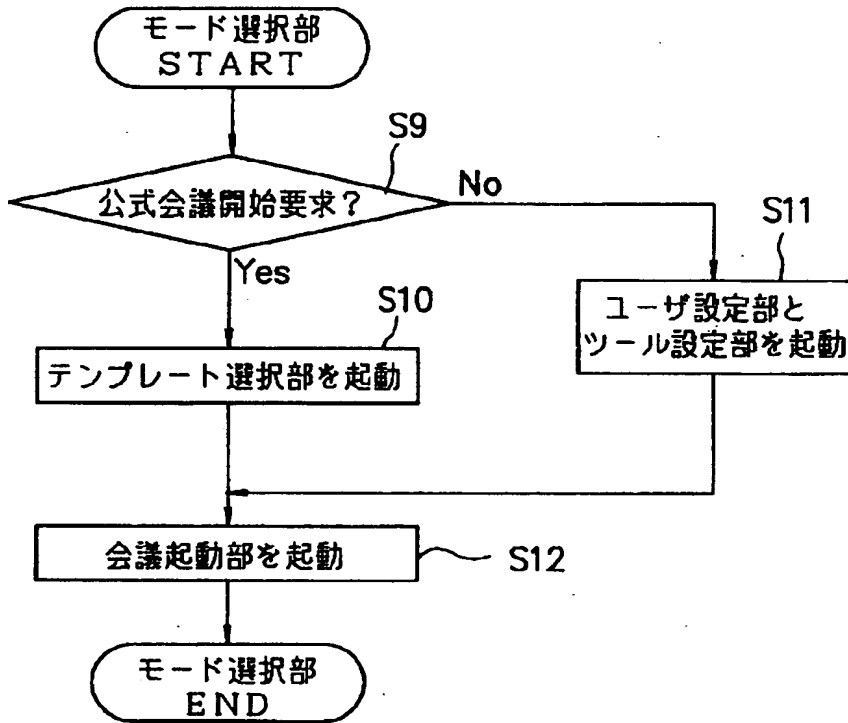 モード選択部
START
S9
公式会議開始要求？
No
Yes
S11
ユーザ設定部と
ツール設定部を起動
S10
テンプレート選択部を起動
会議起動部を起動
S12
モード選択部
END